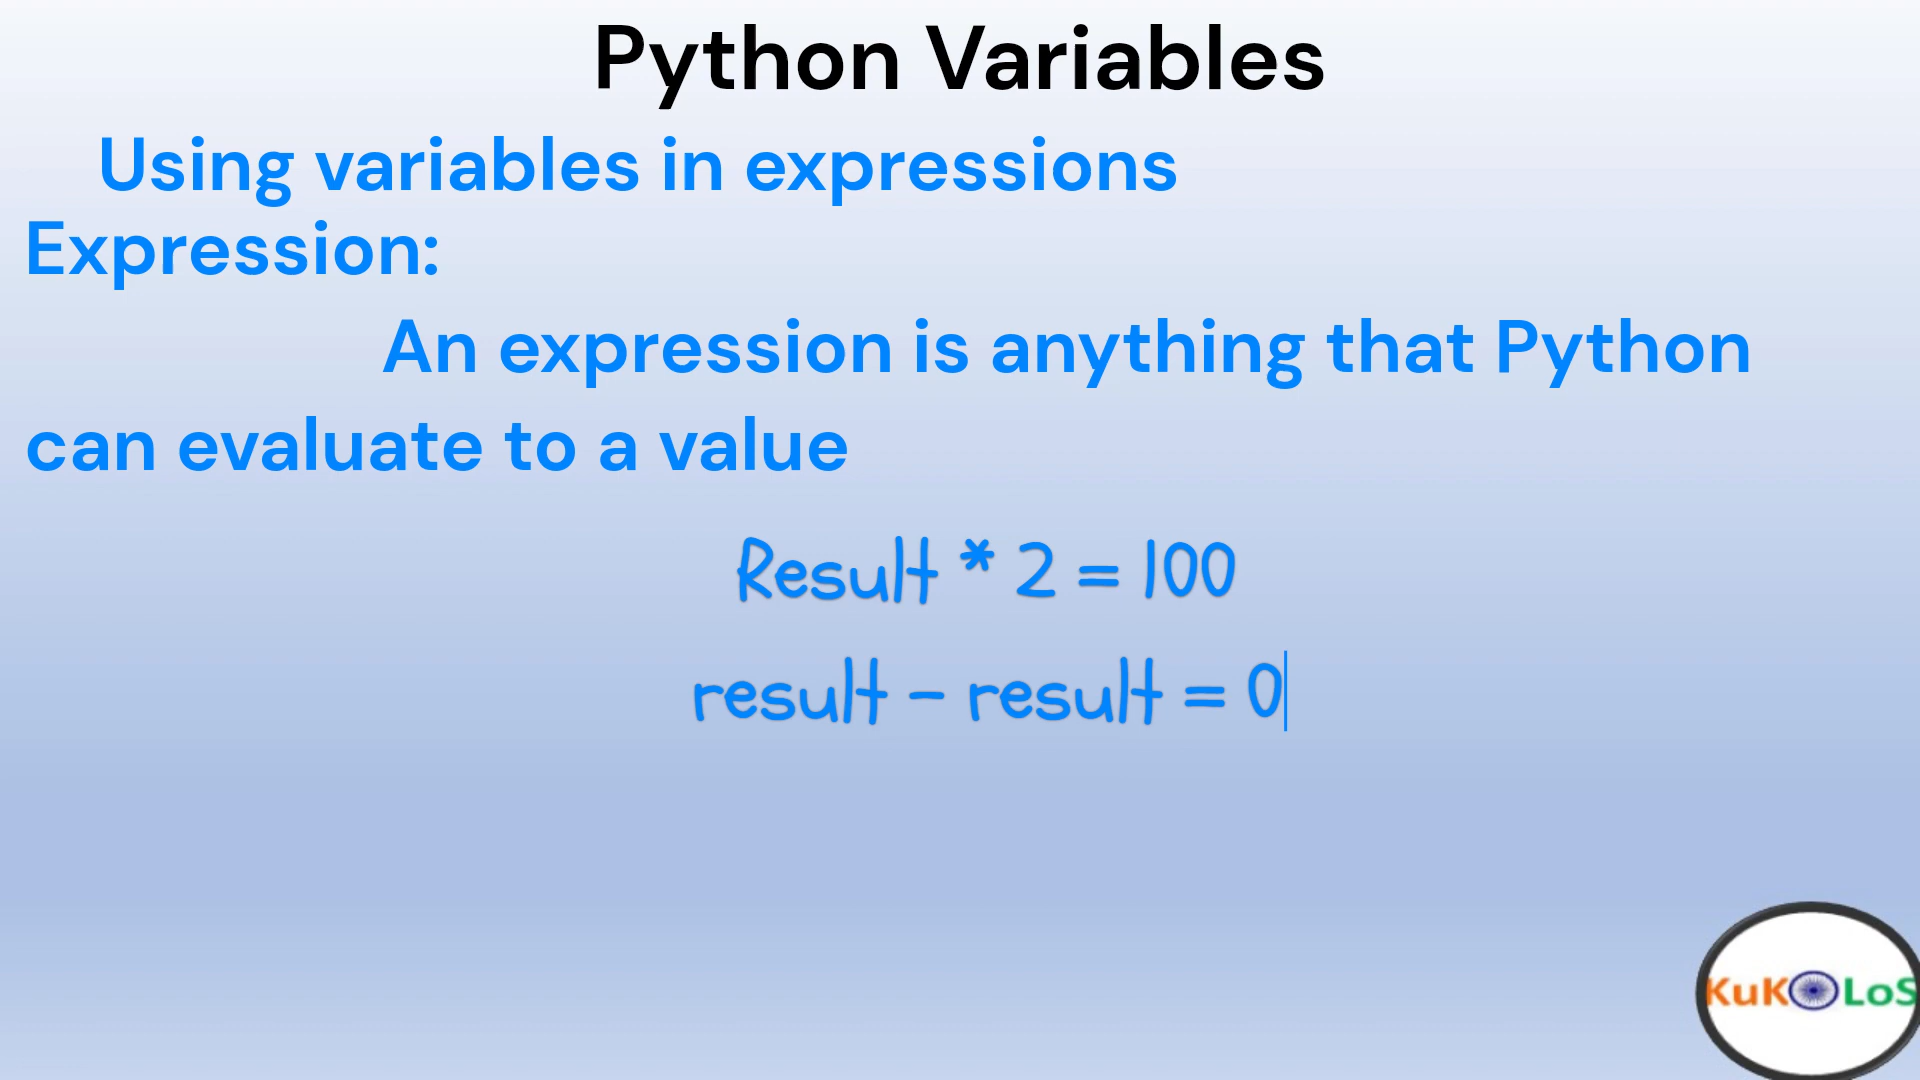 Python Variables
Using variables in expressions
Expression:
An expression is anything that Python
can evaluate to a value
Result * 2 = 100
result - result = 0
KuKOLoS